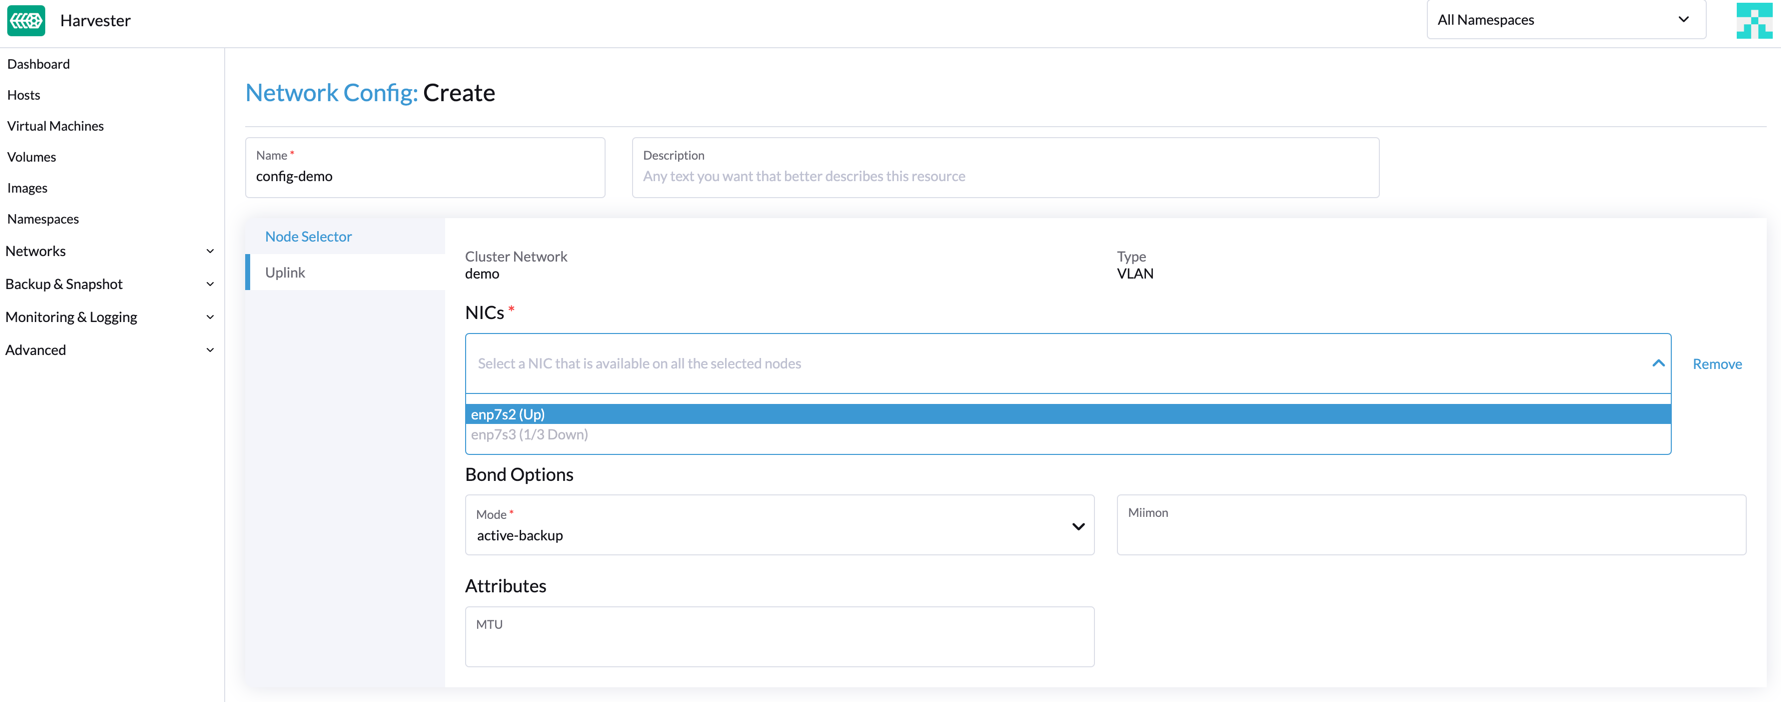 Harvester
All Namespaces
Dashboard
Hosts
Virtual Machines
Volumes
Images
Namespaces
Networks
Backup & Snapshot
Monitoring & Logging
Advanced
Network Config: Create
Name *
config-demo
Description
Any text you want that better describes this resource
Node Selector
Uplink
Cluster Network
demo
Type
VLAN
NICs *
Select a NIC that is available on all the selected nodes
Remove
enp7s2 (Up)
enp7s3 (1/3 Down)
Bond Options
Mode *
active-backup
Miimon
Attributes
MTU